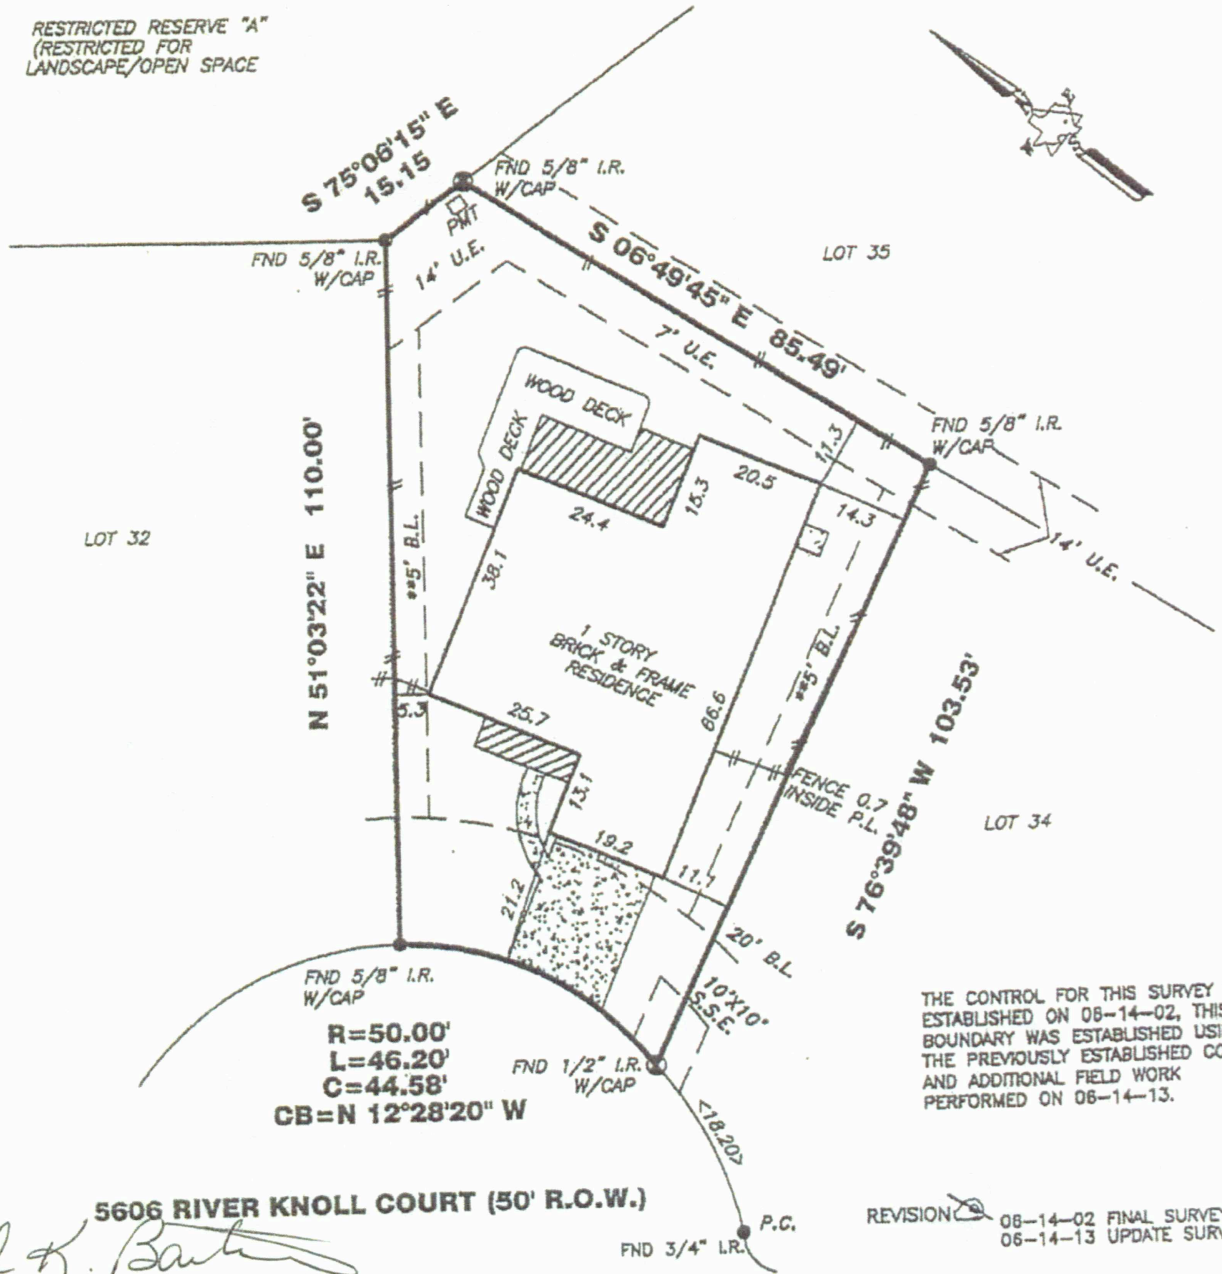 RESTRICTED RESERVE "A"
(RESTRICTED FOR
LANDSCAPE/OPEN SPACE
S 75°06'15" E
15.15
FND 5/8" I.R.
W/CAP
PMT
14' U.E.
FND 5/8" I.R.
W/CAP
LOT 35
S 06°49'45" E 85.49'
7' U.E.
WOOD DECK
WOOD DECK
FND 5/8" I.R.
W/CAP
11.3
20.5
15.3
14.3
24.4
14' U.E.
LOT 32
N 51°03'22" E 110.00'
**5' B.L.
38.1
1 STORY
BRICK & FRAME
RESIDENCE
**5' B.L.
66.6
5.3
25.7
13.1
FENCE 0.7
INSIDE P.L.
S 76°39'48" W 103.53'
LOT 34
19.2
11.1
21.2
20' B.L.
10'X10'
S.S.E.
FND 5/8" I.R.
W/CAP
R=50.00'
L=46.20'
C=44.58'
CB=N 12°28'20" W
FND 1/2" I.R.
W/CAP
<18.20>
THE CONTROL FOR THIS SURVEY
ESTABLISHED ON 08-14-02, THIS
BOUNDARY WAS ESTABLISHED USI
THE PREVIOUSLY ESTABLISHED CO
AND ADDITIONAL FIELD WORK
PERFORMED ON 06-14-13.
5606 RIVER KNOLL COURT (50' R.O.W.)
P.C.
FND 3/4" I.R.
REVISION
08-14-02 FINAL SURVEY
06-14-13 UPDATE SURV